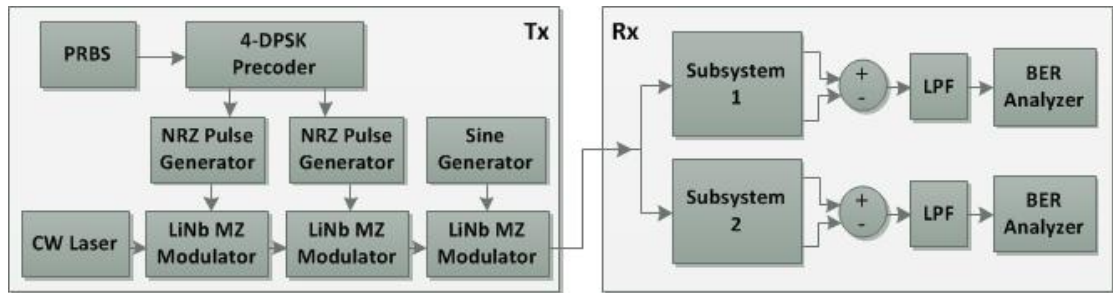 Tx
PRBS
4-DPSK
Precoder
NRZ Pulse
Generator
NRZ Pulse
Generator
Sine
Generator
CW Laser
LiNb MZ
Modulator
LiNb MZ
Modulator
LiNb MZ
Modulator
Rx
Subsystem
1
+
-
LPF
BER
Analyzer
Subsystem
2
+
-
LPF
BER
Analyzer